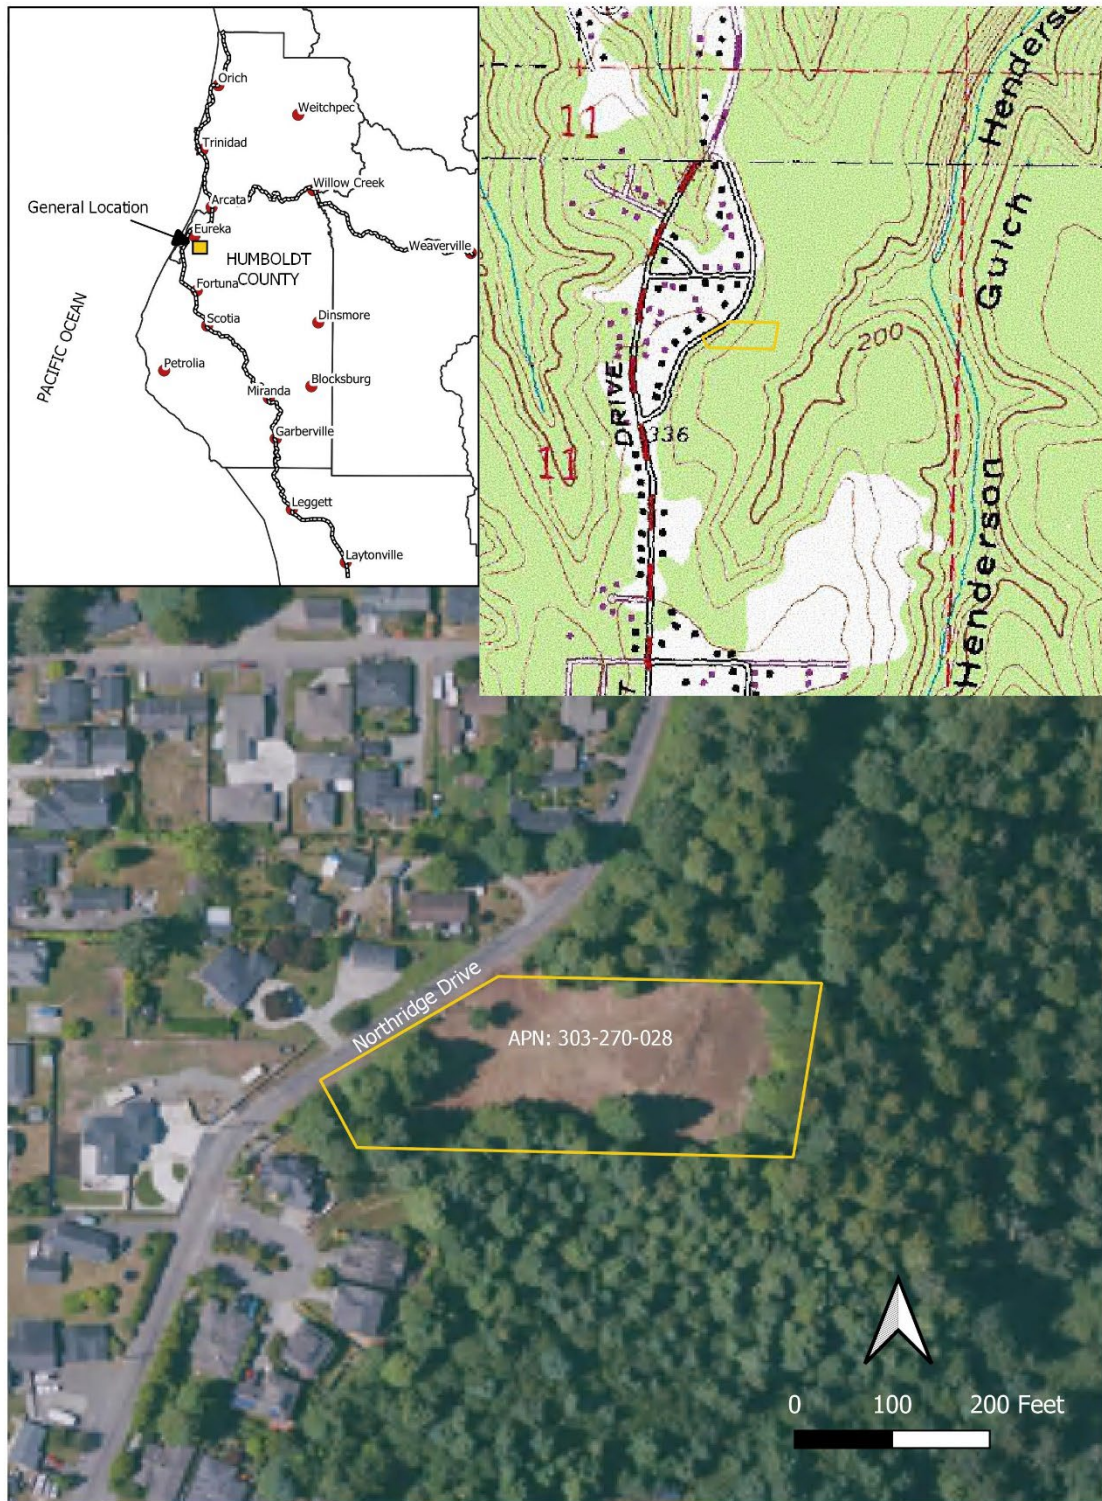 Orich
Weitchpec
Trinidad
Willow Creek
Arcata
General Location
Eureka
Weaverville
HUMBOLDT
COUNTY
Fortuna
PACIFIC OCEAN
Scotia
Dinsmore
Petrolia
Blocksburg
Miranda
Garberville
Leggett
Laytonville
11
Henderson
Gulch
200
DRIVE
336
11
Henderson
Northridge Drive
APN: 303-270-028
0 100 200 Feet